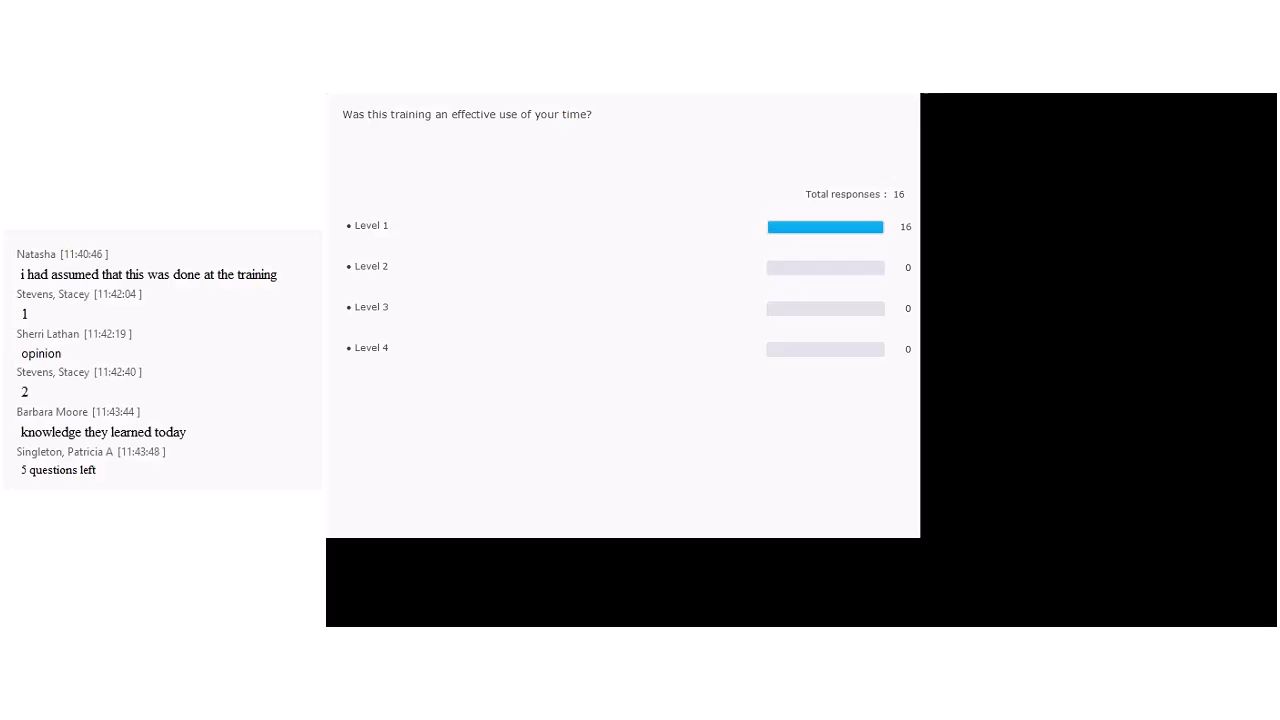 Natasha [11:40:46 ]
i had assumed that this was done at the training
Stevens, Stacey [11:42:04 ]
1
Sherri Lathan [11:42:19 ]
opinion
Stevens, Stacey [11:42:40 ]
2
Barbara Moore [11:43:44 ]
knowledge they learned today
Singleton, Patricia A [11:43:48 ]
5 questions left
Was this training an effective use of your time?
Total responses : 16
• Level 1 16
• Level 2 0
• Level 3 0
• Level 4 0